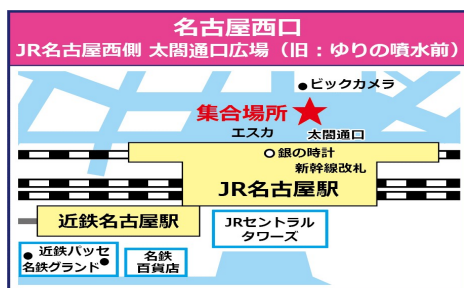 名古屋西口
JR名古屋西側 太閤通口広場（旧：ゆりの噴水前）
ビックカメラ
集合場所
エスカ
太閤通口
銀の時計
新幹線改札
JR名古屋駅
近鉄名古屋駅
JRセントラル
タワーズ
近鉄パッセ
名鉄グランド
名鉄
百貨店